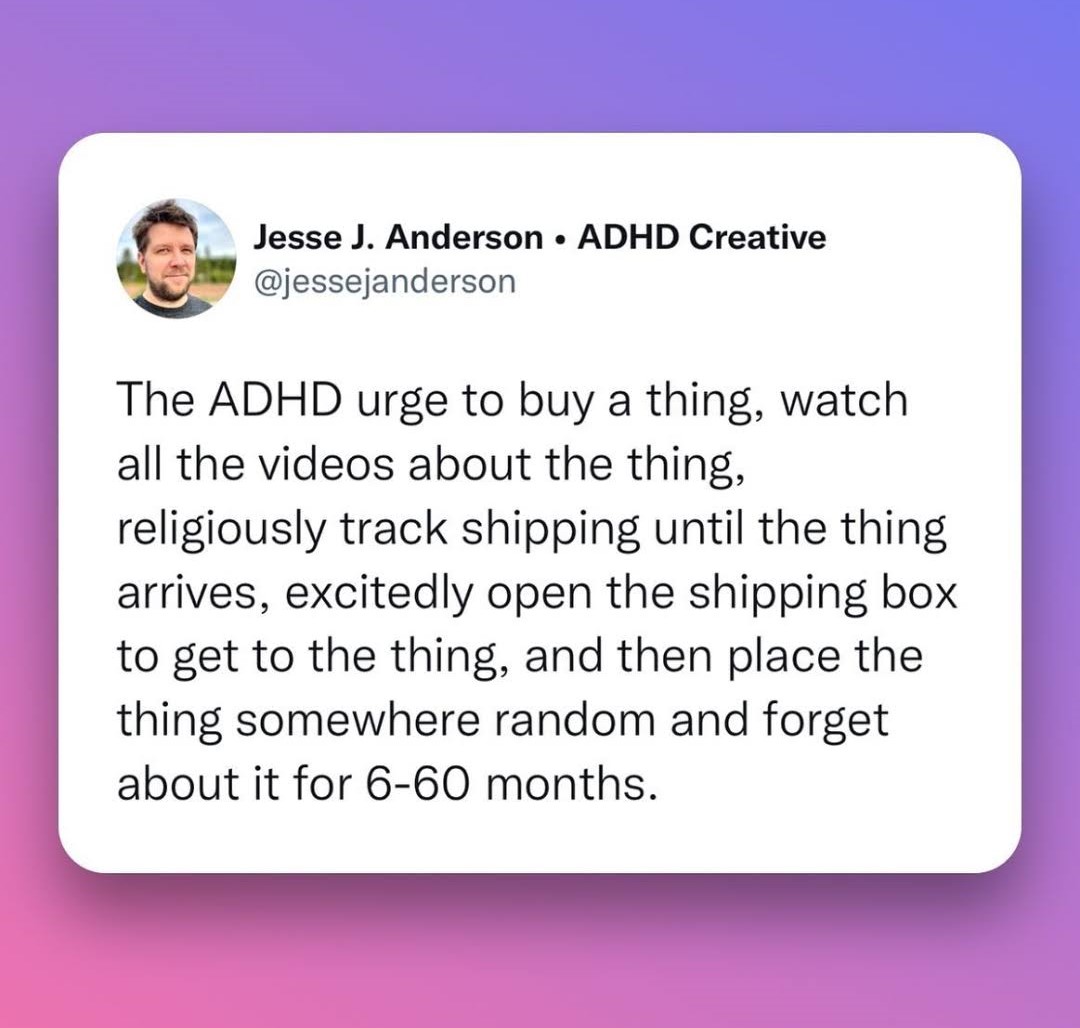 Jesse J. Anderson • ADHD Creative
@jessejanderson
The ADHD urge to buy a thing, watch
all the videos about the thing,
religiously track shipping until the thing
arrives, excitedly open the shipping box
to get to the thing, and then place the
thing somewhere random and forget
about it for 6-60 months.